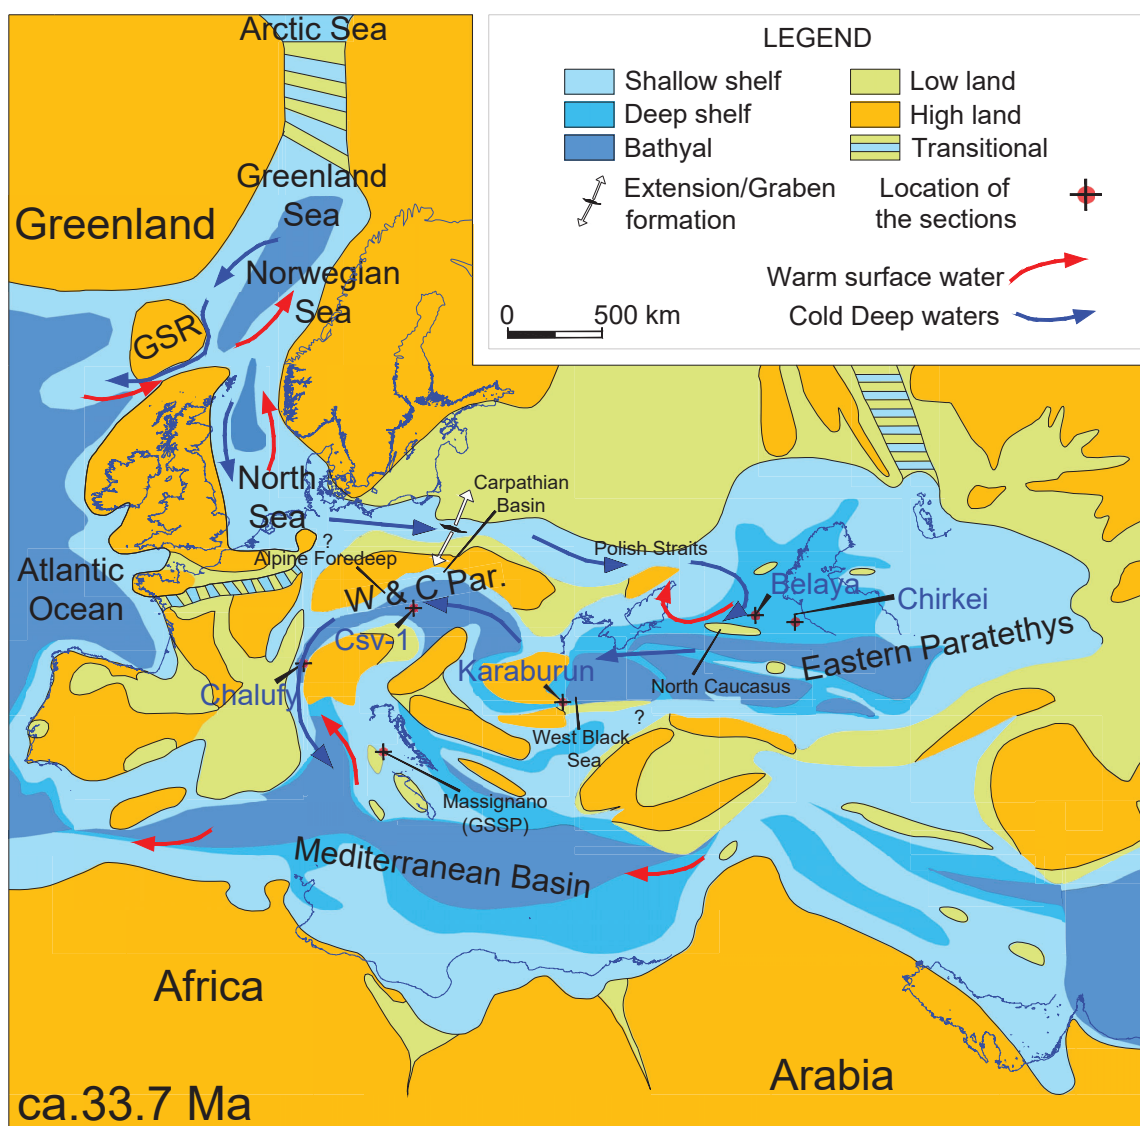 Arctic Sea
LEGEND
Shallow shelf
Deep shelf
Bathyal
Low land
High land
Transitional
Extension/Graben
formation
Location of
the sections
Warm surface water
Cold Deep waters
0
500 km
Greenland
Sea
Greenland
Norwegian
Sea
GSR
North
Sea
Carpathian
Basin
?
Alpine Foredeep
Polish Straits
Atlantic
Ocean
W & C Par.
Belaya
Chirkei
Csv-1
Eastern Paratethys
Karaburun
Chalufy
North Caucasus
?
West Black
Sea
Massignano
(GSSP)
Mediterranean Basin
Africa
Arabia
ca.33.7 Ma